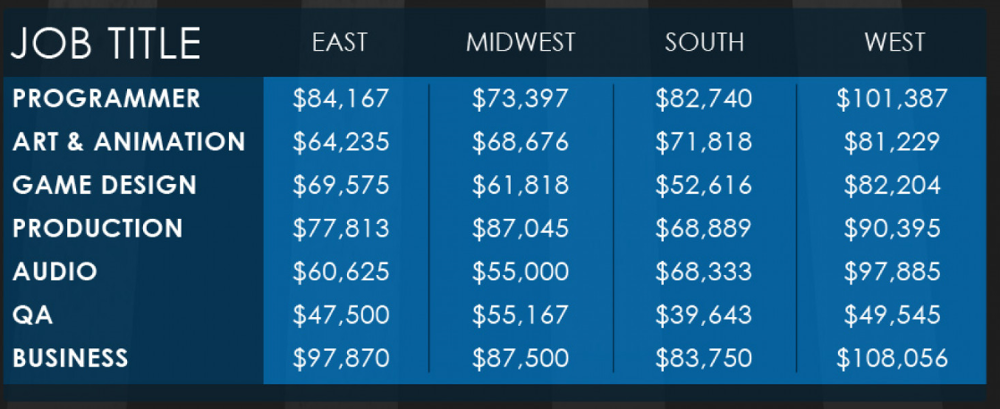 JOB TITLE EAST MIDWEST SOUTH WEST
PROGRAMMER $84,167 $73,397 $82,740 $101,387
ART & ANIMATION $64,235 $68,676 $71,818 $81,229
GAME DESIGN $69,575 $61,818 $52,616 $82,204
PRODUCTION $77,813 $87,045 $68,889 $90,395
AUDIO $60,625 $55,000 $68,333 $97,885
QA $47,500 $55,167 $39,643 $49,545
BUSINESS $97,870 $87,500 $83,750 $108,056